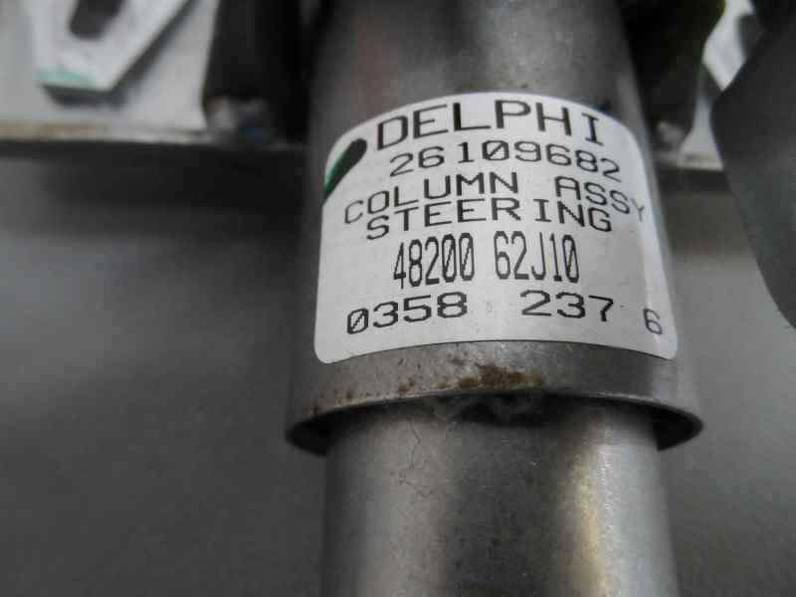 DELPHI
26109682
COLUMN ASSY
STEERING
48200 62J10
0358 237 6